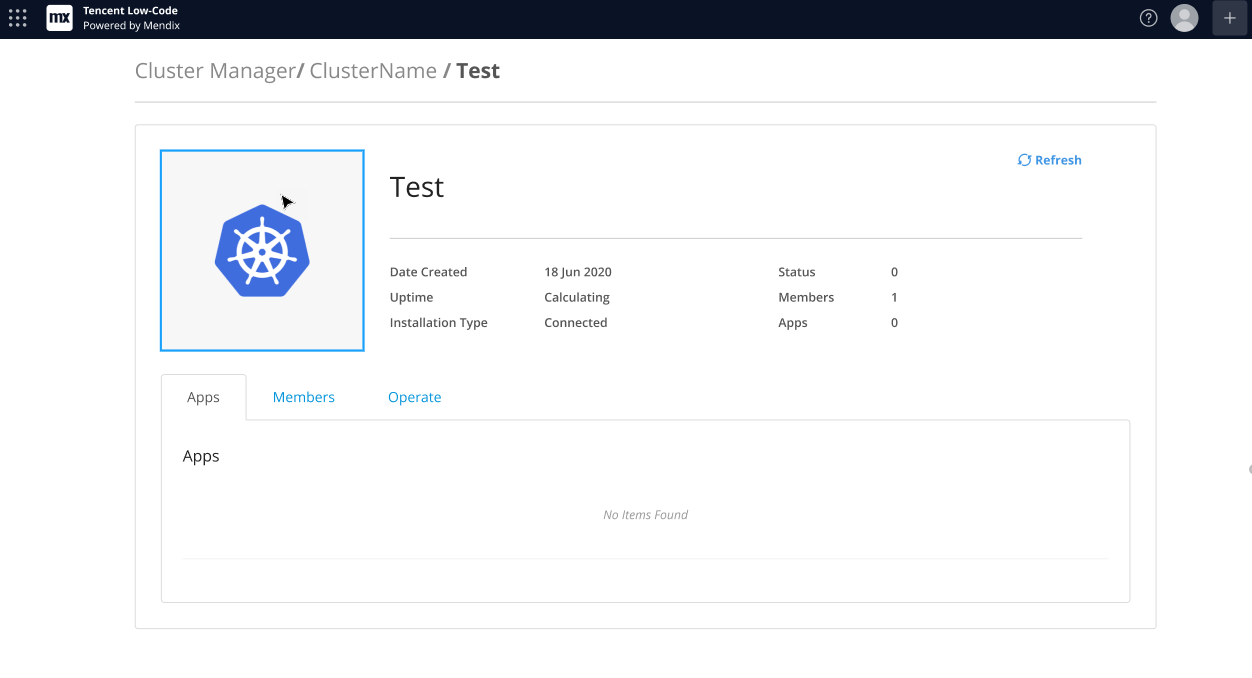 mx
Tencent Low-Code
Powered by Mendix
?
Cluster Manager/ ClusterName / Test
Refresh
Test
Date Created 18 Jun 2020 Status 0
Uptime Calculating Members 1
Installation Type Connected Apps 0
Apps Members Operate
Apps
No Items Found